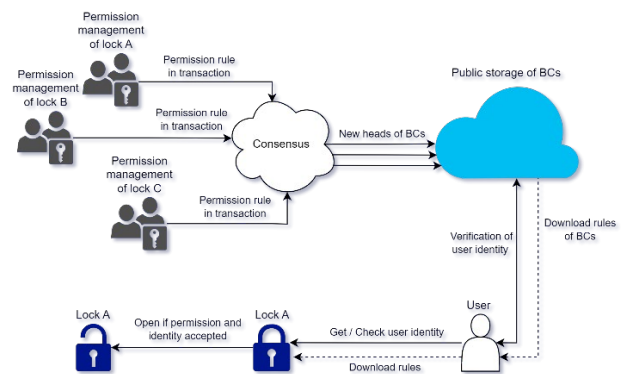 Permission
management
of lock A
Permission rule
in transaction
Permission
management
of lock B
Permission rule
in transaction
Permission
management
of lock C
Permission rule
in transaction
Consensus
New heads of BCs
Public storage of BCs
Verification of
user identity
Download rules
of BCs
Lock A
Open if permission and
identity accepted
Lock A
Get / Check user identity
Download rules
User